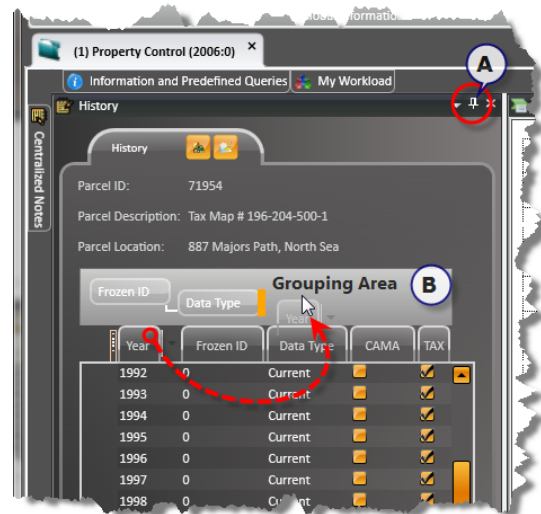 (1) Property Control (2006:0)
A
Information and Predefined Queries
My Workload
History
Centralized Notes
History
Parcel ID: 71954
Parcel Description: Tax Map # 196-204-500-1
Parcel Location: 887 Majors Path, North Sea
Grouping Area
B
Frozen ID
Data Type
Year
Year Frozen ID Data Type CAMA TAX
1992 0 Current
1993 0 Current
1994 0 Current
1995 0 Current
1996 0 Current
1997 0 Current
1998 0 Current